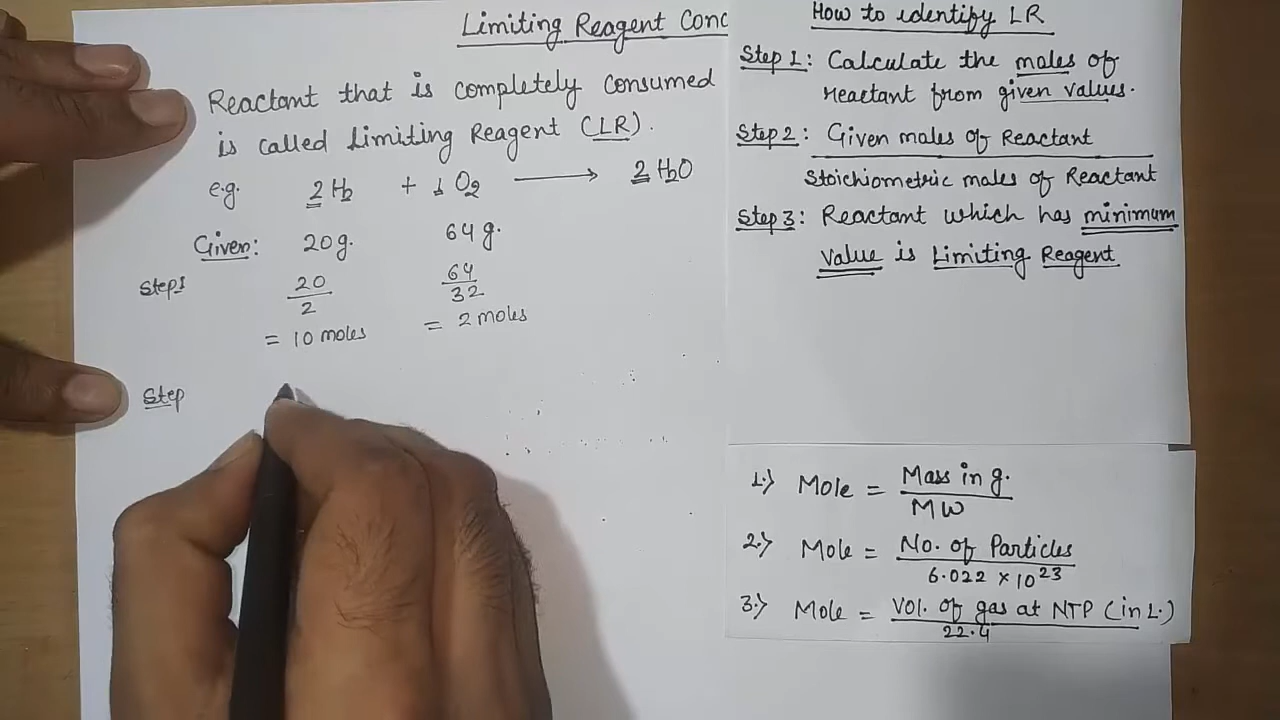 Limiting Reagent Conc
Reactant that is completely consumed
is called Limiting Reagent (LR).
e.g. 2 H2 + 1 O2 → 2 H2O
Given: 20g. 64g.
Step1 20/2 64/32
= 10 moles = 2 moles
Step
How to identify LR
Step 1: Calculate the moles of
reactant from given values.
Step 2: Given moles of Reactant
Stoichiometric moles of Reactant
Step 3: Reactant which has minimum
value is Limiting Reagent
1.) Mole = Mass in g.
MW
2.) Mole = No. of Particles
6.022 × 10^23
3.) Mole = Vol. of gas at NTP (in L.)
22.4